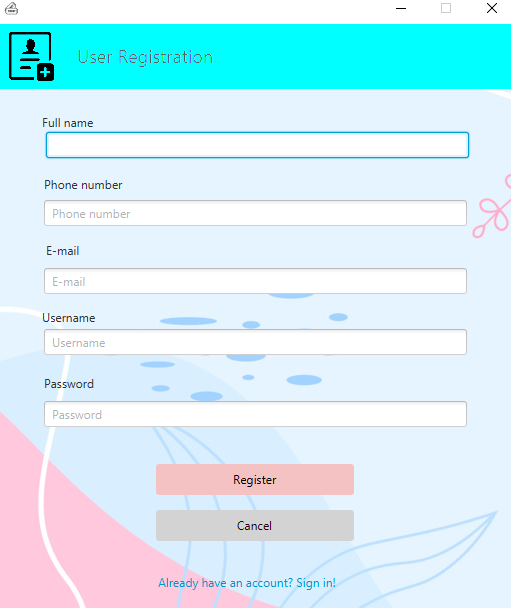 User Registration
Full name
Phone number
Phone number
E-mail
E-mail
Username
Username
Password
Password
Register
Cancel
Already have an account? Sign in!